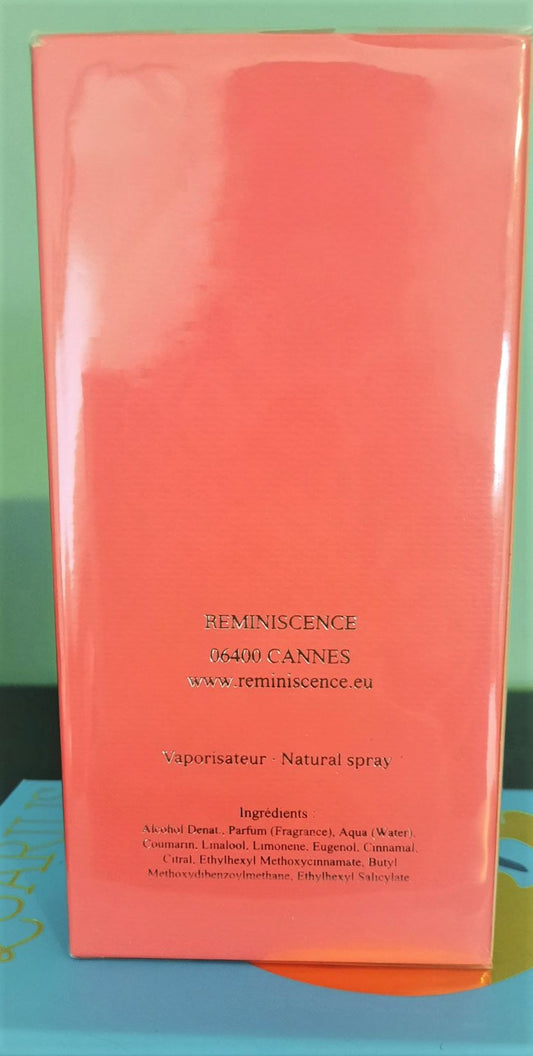 REMINISCENCE
06400 CANNES
www.reminiscence.eu
Vaporisateur · Natural spray
Ingrédients :
Alcohol Denat., Parfum (Fragrance), Aqua (Water),
Coumarin, Linalool, Limonene, Eugenol, Cinnamal,
Citral, Ethylhexyl Methoxycinnamate, Butyl
Methoxydibenzoylmethane, Ethylhexyl Salicylate